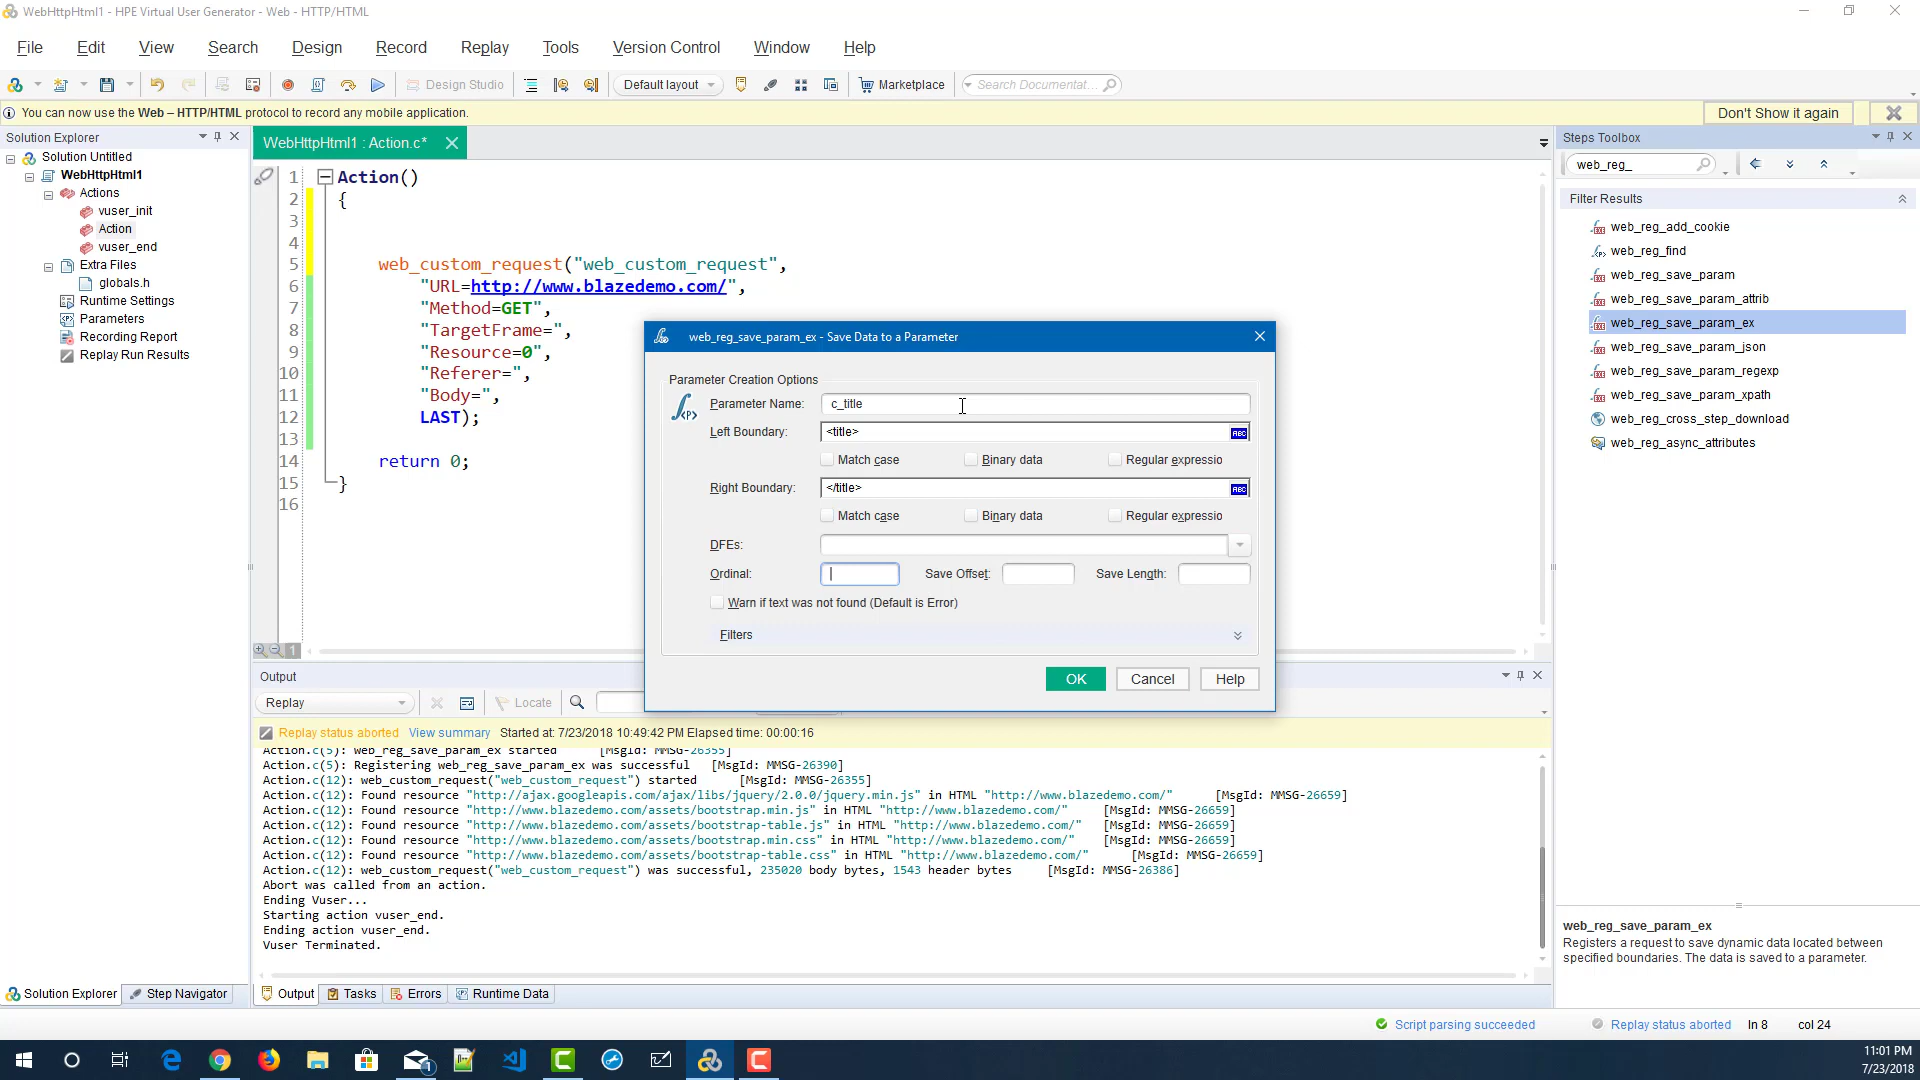 WebHttpHtml1 - HPE Virtual User Generator - Web - HTTP/HTML
File Edit View Search Design Record Replay Tools Version Control Window Help
Design Studio Default layout Marketplace Search Documentat...
You can now use the Web – HTTP/HTML protocol to record any mobile application. Don't Show it again
Solution Explorer
Solution Untitled
WebHttpHtml1
Actions
vuser_init
Action
vuser_end
Extra Files
globals.h
Runtime Settings
Parameters
Recording Report
Replay Run Results
WebHttpHtml1 : Action.c*
1 Action()
2 {
3
4
5 web_custom_request("web_custom_request",
6 "URL=http://www.blazedemo.com/",
7 "Method=GET",
8 "TargetFrame=",
9 "Resource=0",
10 "Referer=",
11 "Body=",
12 LAST);
13
14 return 0;
15 }
16
1
web_reg_save_param_ex - Save Data to a Parameter
Parameter Creation Options
Parameter Name: c_title
Left Boundary: <title> ABC
Match case Binary data Regular expressio
Right Boundary: </title> ABC
Match case Binary data Regular expressio
DFEs:
Ordinal: Save Offset: Save Length:
Warn if text was not found (Default is Error)
Filters
OK Cancel Help
Steps Toolbox
web_reg_
Filter Results
web_reg_add_cookie
web_reg_find
web_reg_save_param
web_reg_save_param_attrib
web_reg_save_param_ex
web_reg_save_param_json
web_reg_save_param_regexp
web_reg_save_param_xpath
web_reg_cross_step_download
web_reg_async_attributes
web_reg_save_param_ex
Registers a request to save dynamic data located between
specified boundaries. The data is saved to a parameter.
Output
Replay Locate
Replay status aborted View summary Started at: 7/23/2018 10:49:42 PM Elapsed time: 00:00:16
Action.c(5): web_reg_save_param_ex started [MsgId: MMSG-26355]
Action.c(5): Registering web_reg_save_param_ex was successful [MsgId: MMSG-26390]
Action.c(12): web_custom_request("web_custom_request") started [MsgId: MMSG-26355]
Action.c(12): Found resource "http://ajax.googleapis.com/ajax/libs/jquery/2.0.0/jquery.min.js" in HTML "http://www.blazedemo.com/" [MsgId: MMSG-26659]
Action.c(12): Found resource "http://www.blazedemo.com/assets/bootstrap.min.js" in HTML "http://www.blazedemo.com/" [MsgId: MMSG-26659]
Action.c(12): Found resource "http://www.blazedemo.com/assets/bootstrap-table.js" in HTML "http://www.blazedemo.com/" [MsgId: MMSG-26659]
Action.c(12): Found resource "http://www.blazedemo.com/assets/bootstrap.min.css" in HTML "http://www.blazedemo.com/" [MsgId: MMSG-26659]
Action.c(12): Found resource "http://www.blazedemo.com/assets/bootstrap-table.css" in HTML "http://www.blazedemo.com/" [MsgId: MMSG-26659]
Action.c(12): web_custom_request("web_custom_request") was successful, 235020 body bytes, 1543 header bytes [MsgId: MMSG-26386]
Abort was called from an action.
Ending Vuser...
Starting action vuser_end.
Ending action vuser_end.
Vuser Terminated.
Solution Explorer Step Navigator Output Tasks Errors Runtime Data
Script parsing succeeded Replay status aborted ln 8 col 24
11:01 PM
7/23/2018